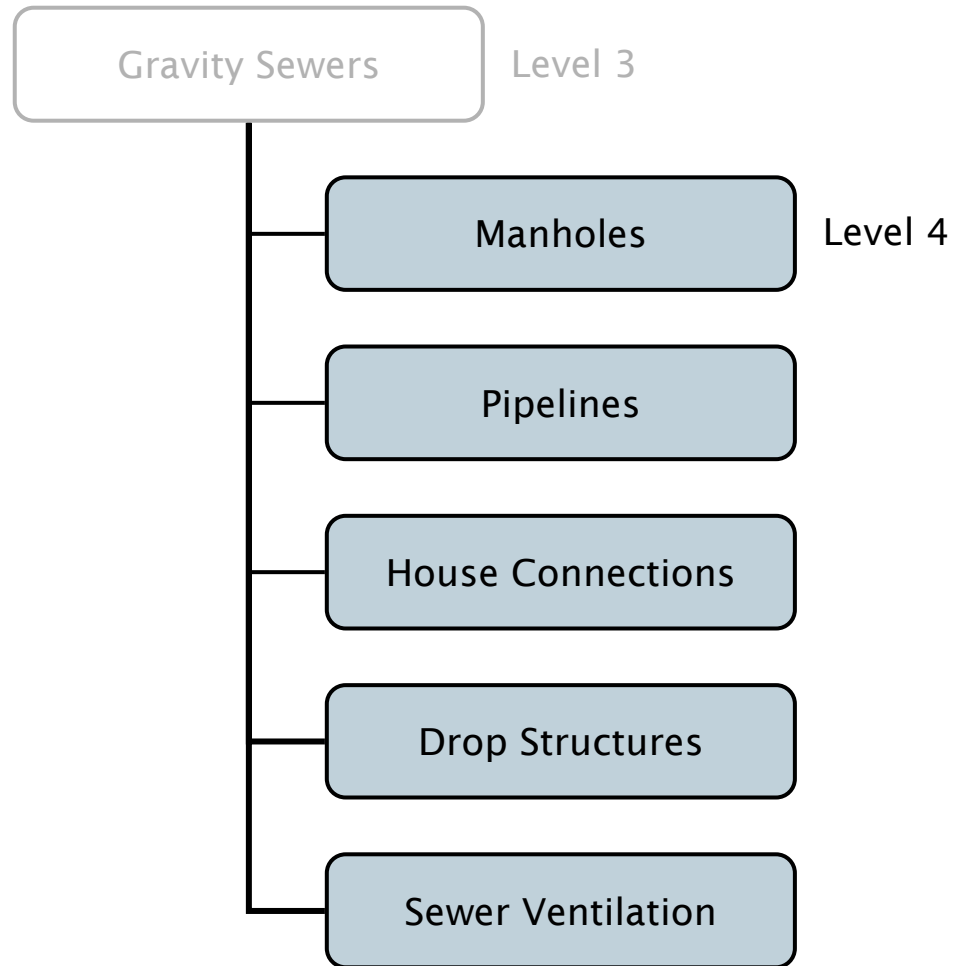 Gravity Sewers
Level 3
Manholes
Level 4
Pipelines
House Connections
Drop Structures
Sewer Ventilation